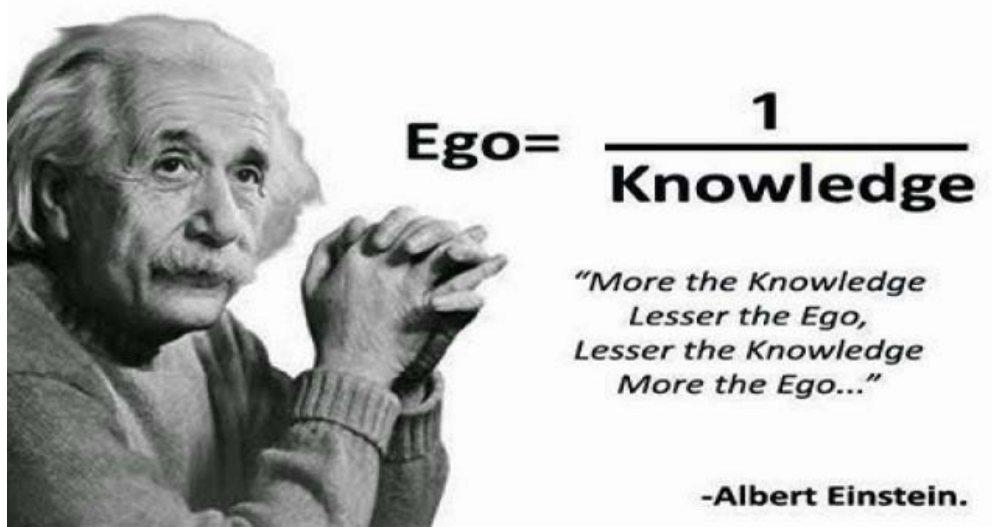 Ego= 1
Knowledge
“More the Knowledge
Lesser the Ego,
Lesser the Knowledge
More the Ego...”
-Albert Einstein.